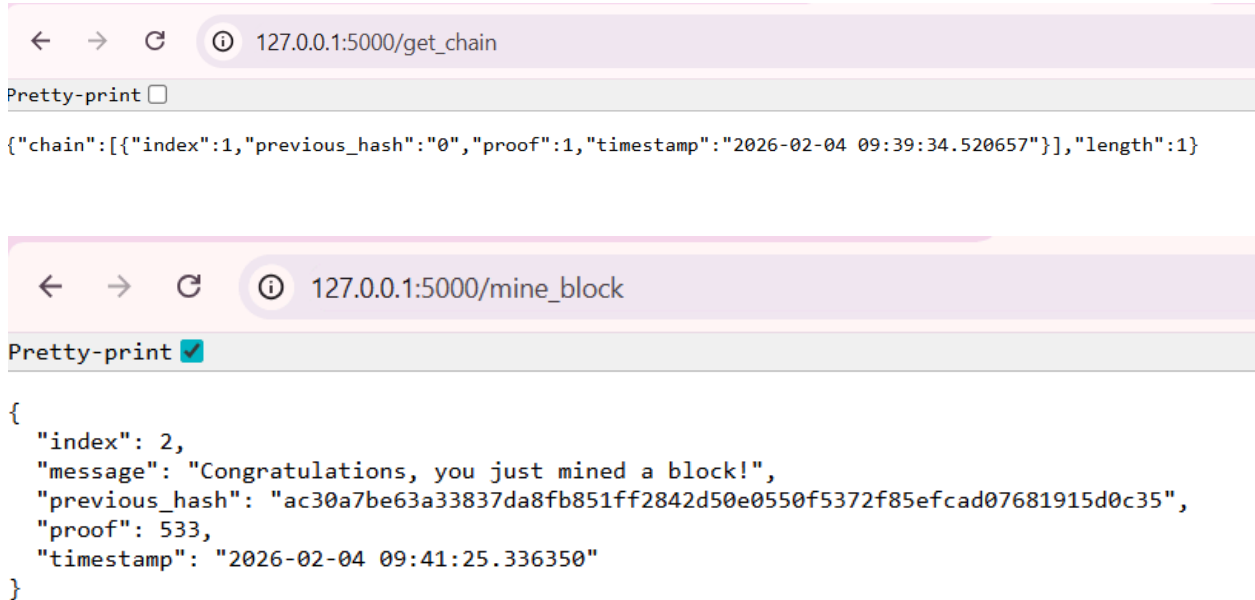 127.0.0.1:5000/get_chain
Pretty-print
{"chain":[{"index":1,"previous_hash":"0","proof":1,"timestamp":"2026-02-04 09:39:34.520657"}],"length":1}
127.0.0.1:5000/mine_block
Pretty-print
{
  "index": 2,
  "message": "Congratulations, you just mined a block!",
  "previous_hash": "ac30a7be63a33837da8fb851ff2842d50e0550f5372f85efcad07681915d0c35",
  "proof": 533,
  "timestamp": "2026-02-04 09:41:25.336350"
}